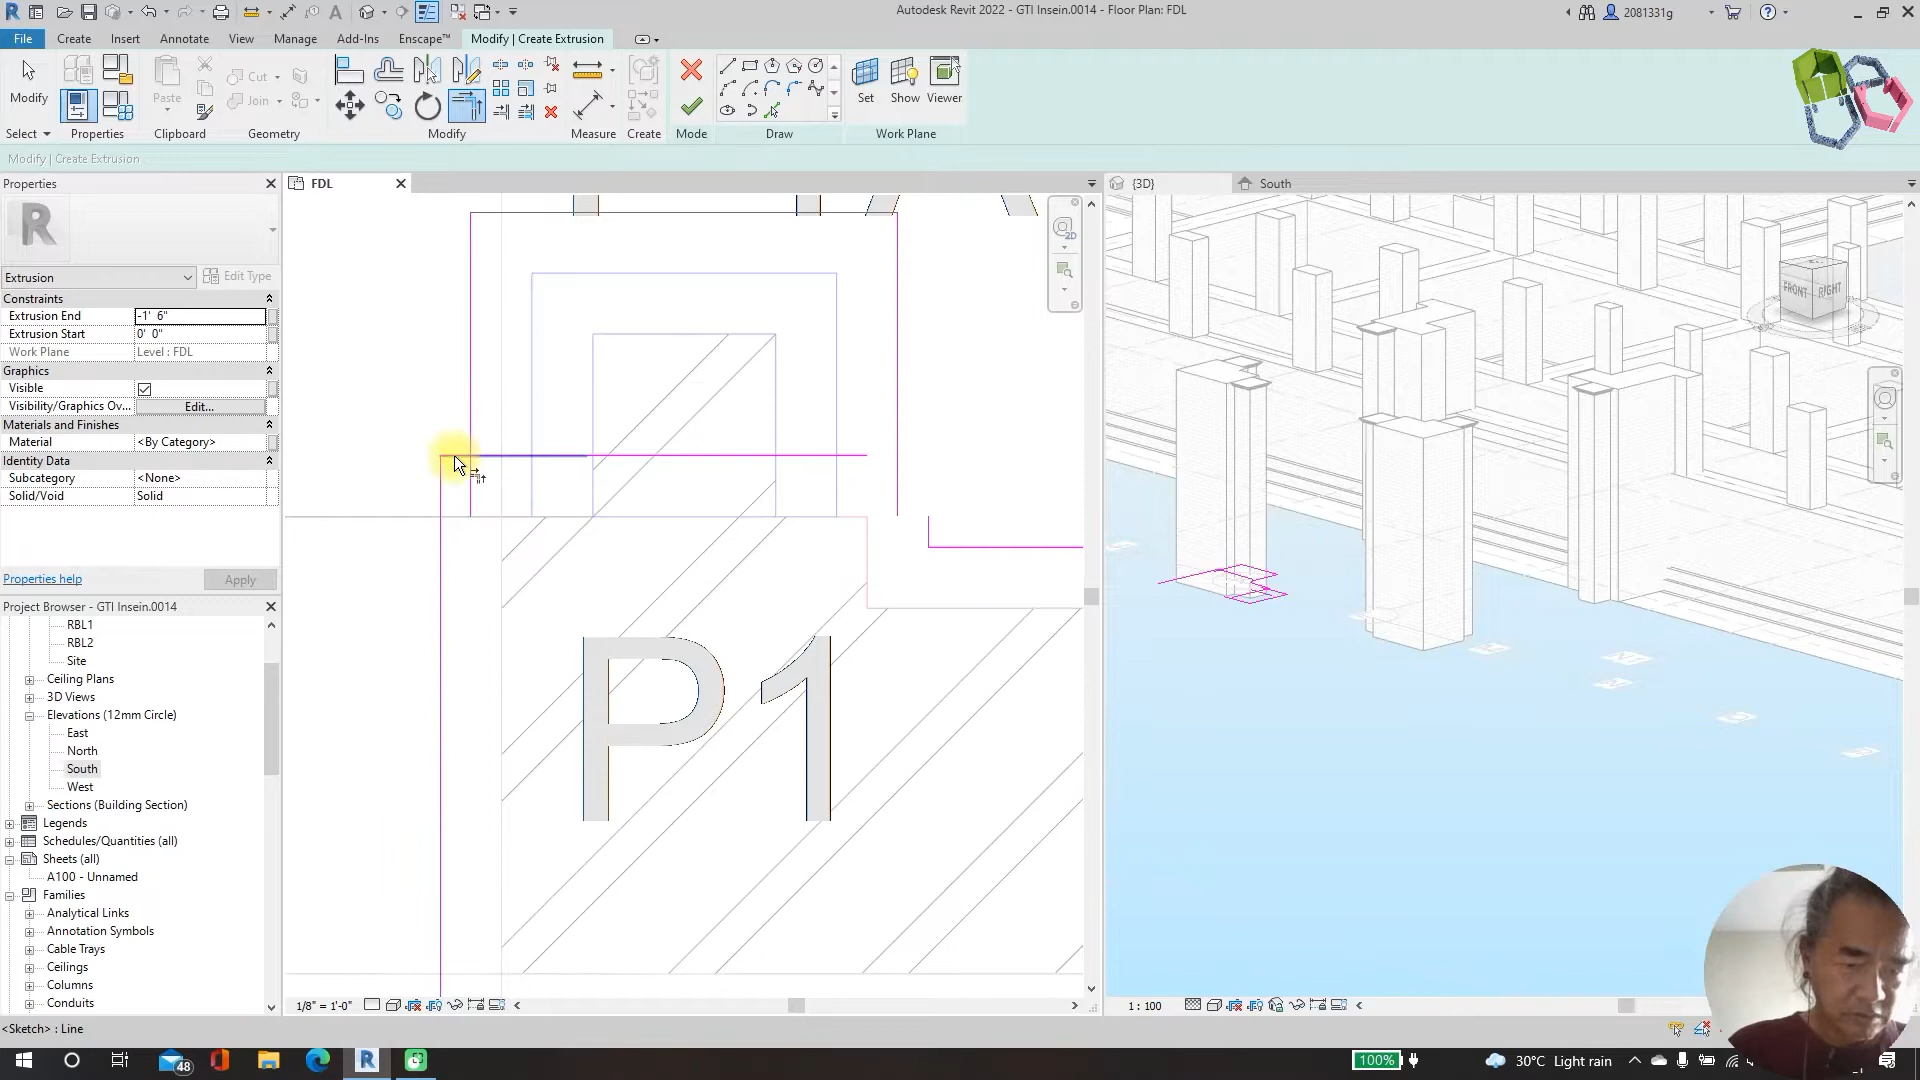 Autodesk Revit 2022 - GTI Insein.0014 - Floor Plan: FDL
2081331g
File Create Insert Annotate View Manage Add-Ins Enscape™ Modify | Create Extrusion
Modify
Paste
Cut
Join
Set Show Viewer
Select Properties Clipboard Geometry Modify Measure Create Mode Draw Work Plane
Modify | Create Extrusion
Properties
FDL
{3D}
South
R
Extrusion
Edit Type
Constraints
Extrusion End -1' 6"
Extrusion Start 0' 0"
Work Plane Level : FDL
Graphics
Visible
Visibility/Graphics Ov... Edit...
Materials and Finishes
Material <By Category>
Identity Data
Subcategory <None>
Solid/Void Solid
Properties help
Apply
Project Browser - GTI Insein.0014
RBL1
RBL2
Site
Ceiling Plans
3D Views
Elevations (12mm Circle)
East
North
South
West
Sections (Building Section)
Legends
Schedules/Quantities (all)
Sheets (all)
A100 - Unnamed
Families
Analytical Links
Annotation Symbols
Cable Trays
Ceilings
Columns
Conduits
2D
P1
FRONT RIGHT
1/8" = 1'-0"
1 : 100
<Sketch> : Line
48
100%
30°C Light rain